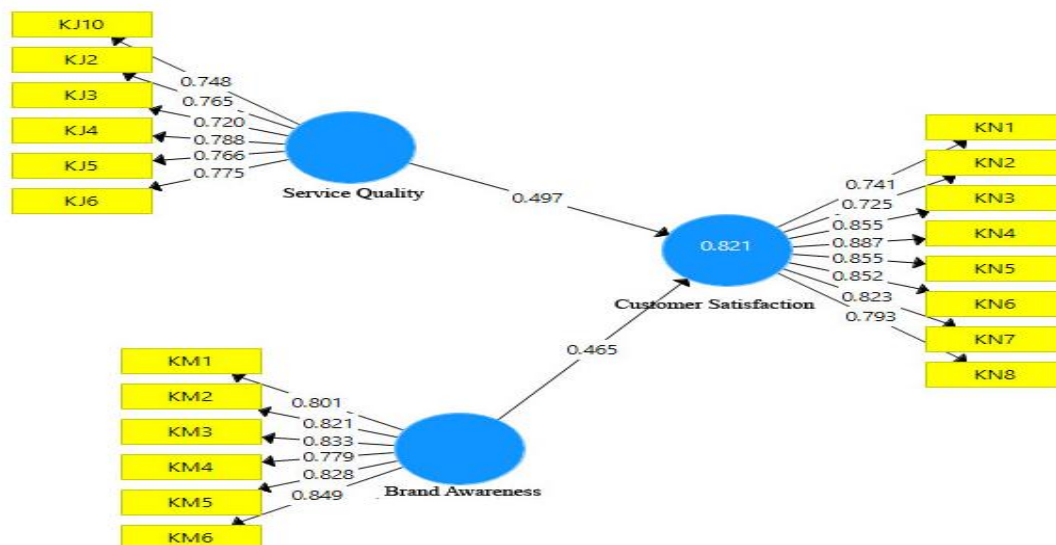 KJ10
KJ2
KJ3
KJ4
KJ5
KJ6
0.748
0.765
0.720
0.788
0.766
0.775
Service Quality
0.497
KM1
KM2
KM3
KM4
KM5
KM6
0.801
0.821
0.833
0.779
0.828
0.849
Brand Awareness
0.465
0.821
Customer Satisfaction
0.741
0.725
0.855
0.887
0.855
0.852
0.823
0.793
KN1
KN2
KN3
KN4
KN5
KN6
KN7
KN8